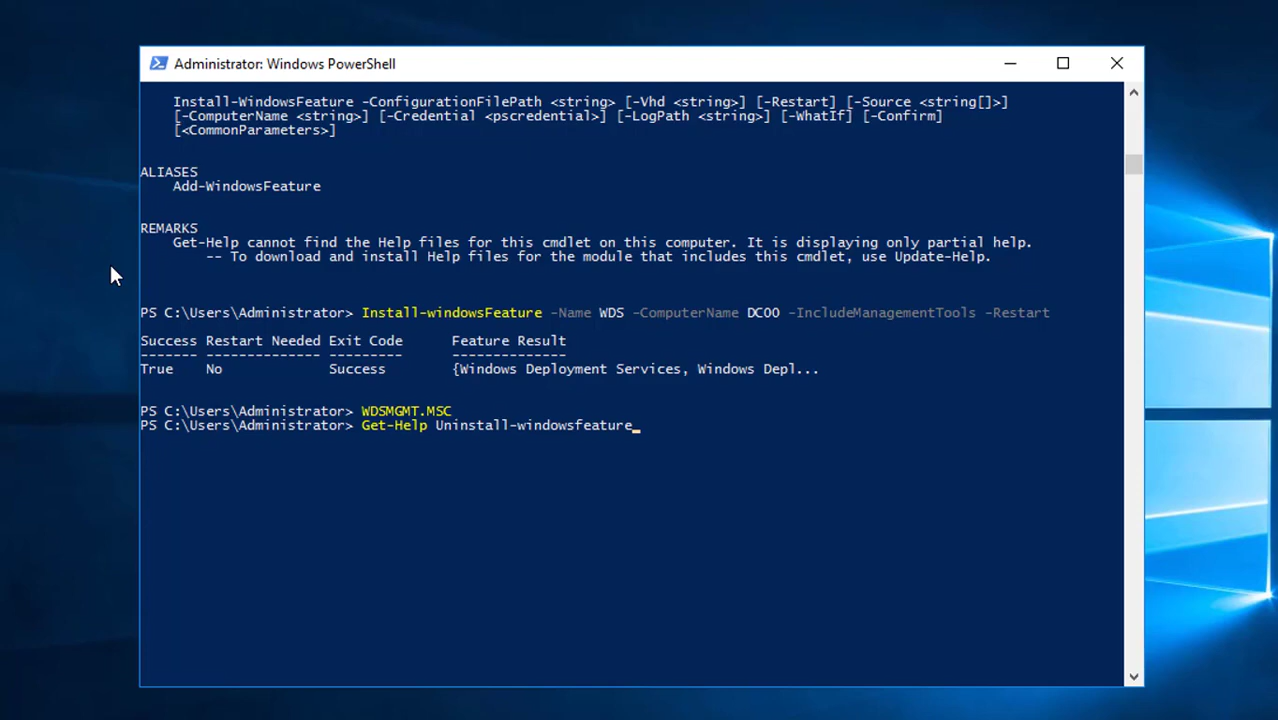 Administrator: Windows PowerShell
Install-WindowsFeature -ConfigurationFilePath <string> [-Vhd <string>] [-Restart] [-Source <string[]>]
[-ComputerName <string>] [-Credential <pscredential>] [-LogPath <string>] [-WhatIf] [-Confirm]
[<CommonParameters>]
ALIASES
Add-WindowsFeature
REMARKS
Get-Help cannot find the Help files for this cmdlet on this computer. It is displaying only partial help.
-- To download and install Help files for the module that includes this cmdlet, use Update-Help.
PS C:\Users\Administrator> Install-windowsFeature -Name WDS -ComputerName DC00 -IncludeManagementTools -Restart
Success Restart Needed Exit Code Feature Result
------- -------------- --------- --------------
True No Success {Windows Deployment Services, Windows Depl...
PS C:\Users\Administrator> WDSMGMT.MSC
PS C:\Users\Administrator> Get-Help Uninstall-windowsfeature_